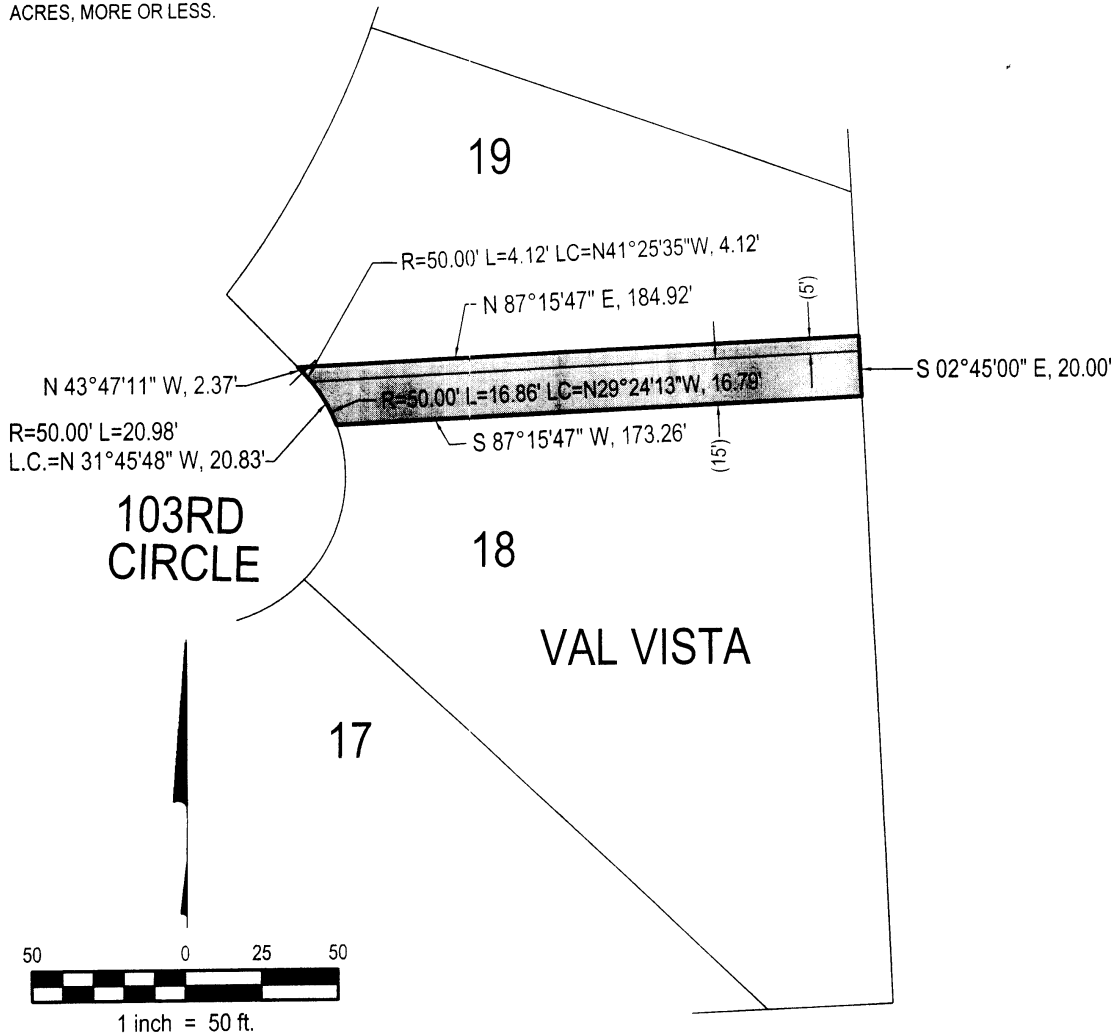 ACRES, MORE OR LESS.
19
R=50.00' L=4.12' LC=N41°25'35"W, 4.12'
N 87°15'47" E, 184.92'
(5')
S 02°45'00" E, 20.00'
N 43°47'11" W, 2.37'
R=50.00' L=16.86' LC=N29°24'13"W, 16.79'
R=50.00' L=20.98'
L.C.=N 31°45'48" W, 20.83'
S 87°15'47" W, 173.26'
(15')
103RD
CIRCLE
18
VAL VISTA
17
50 0 25 50
1 inch = 50 ft.